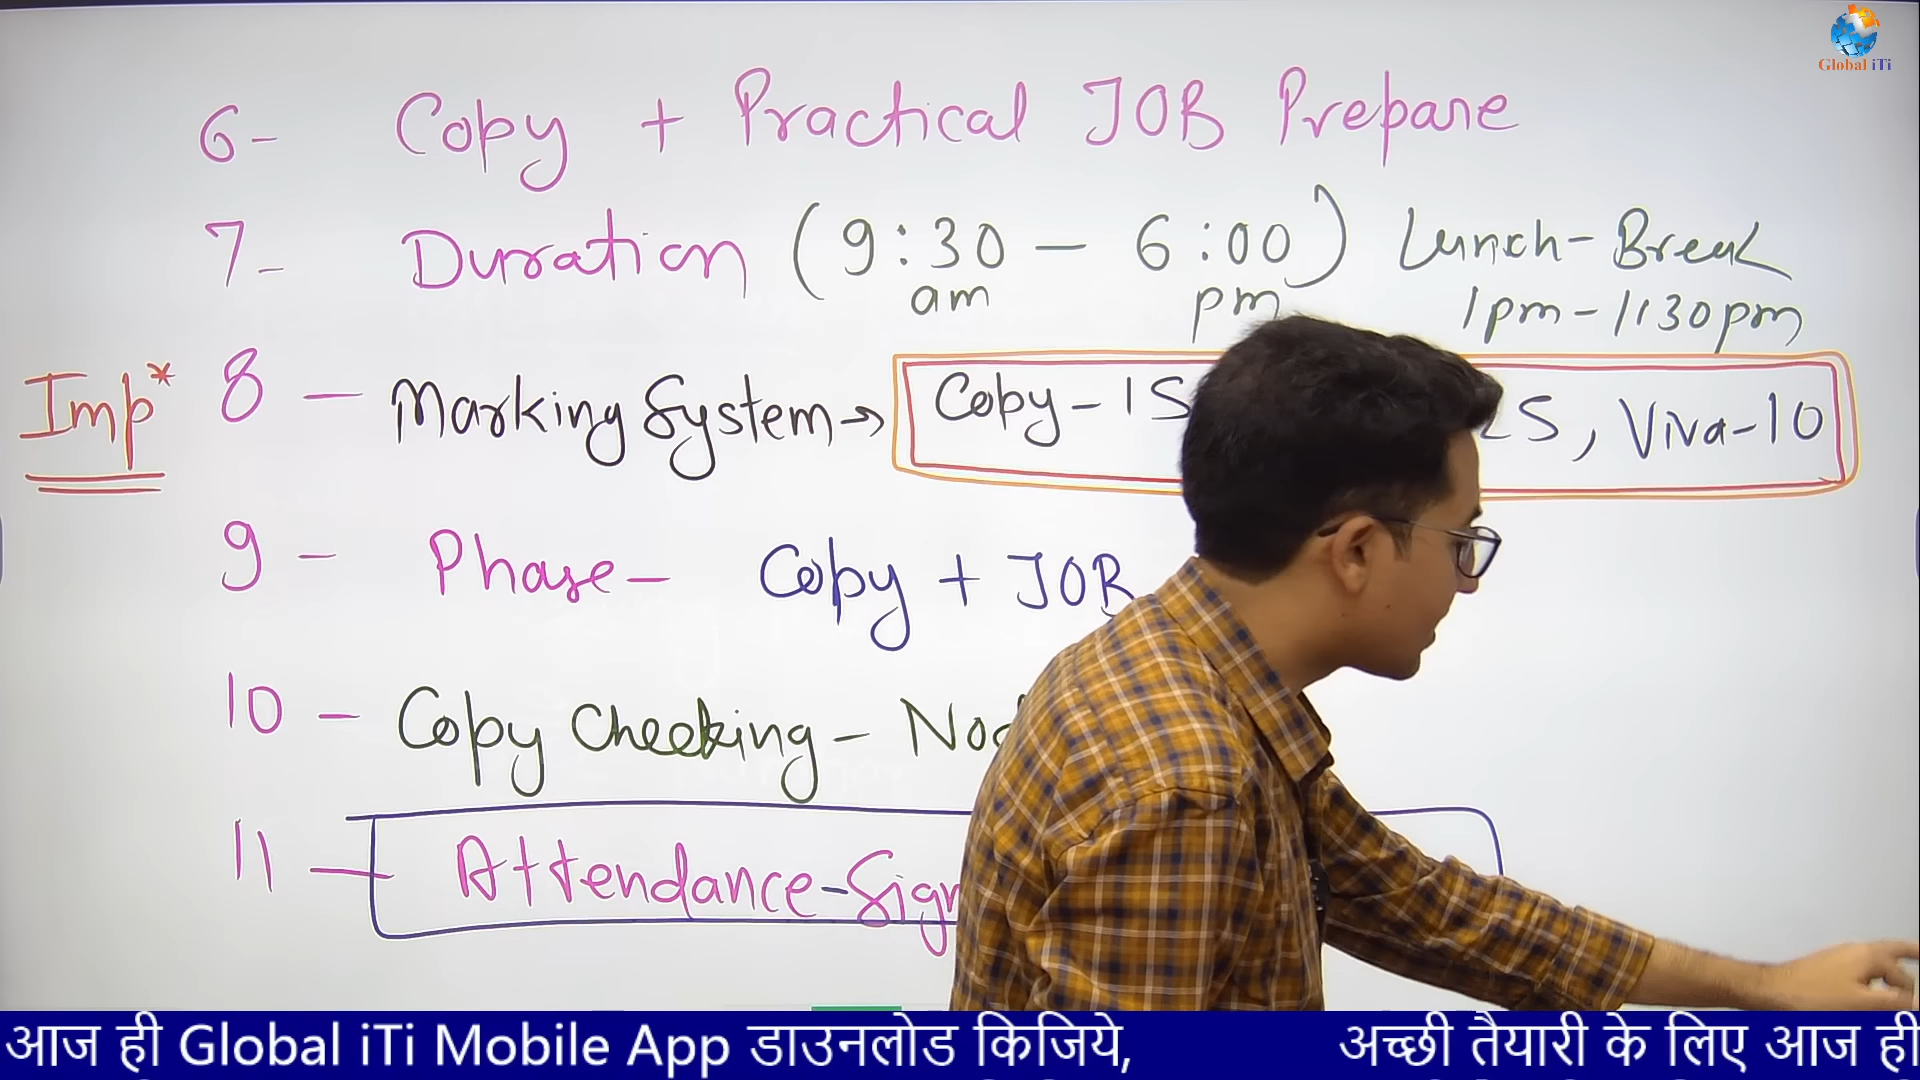 Global iTi
6- Copy + Practical JOB Prepare
7- Duration (9:30 am - 6:00 pm) Lunch-Break
1pm-1:30pm
Imp* 8 - Marking System → Copy-15 25, Viva-10
9 - Phase- Copy + JOB
10 - Copy Checking -
11 - Attendance-Sign
आज ही Global iTi Mobile App डाउनलोड किजिये, अच्छी तैयारी के लिए आज ही